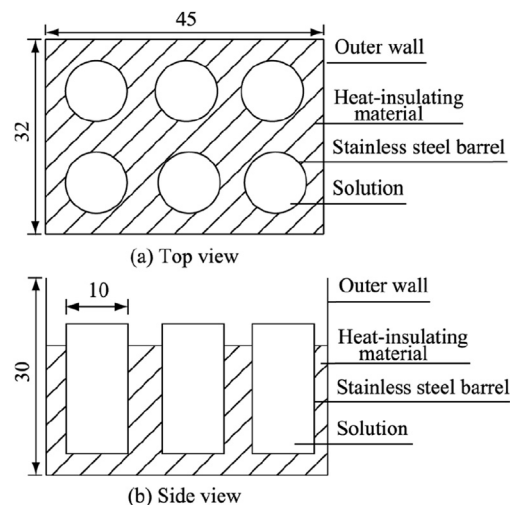 45
32
Outer wall
Heat-insulating
material
Stainless steel barrel
Solution
(a) Top view
10
30
Outer wall
Heat-insulating
material
Stainless steel barrel
Solution
(b) Side view